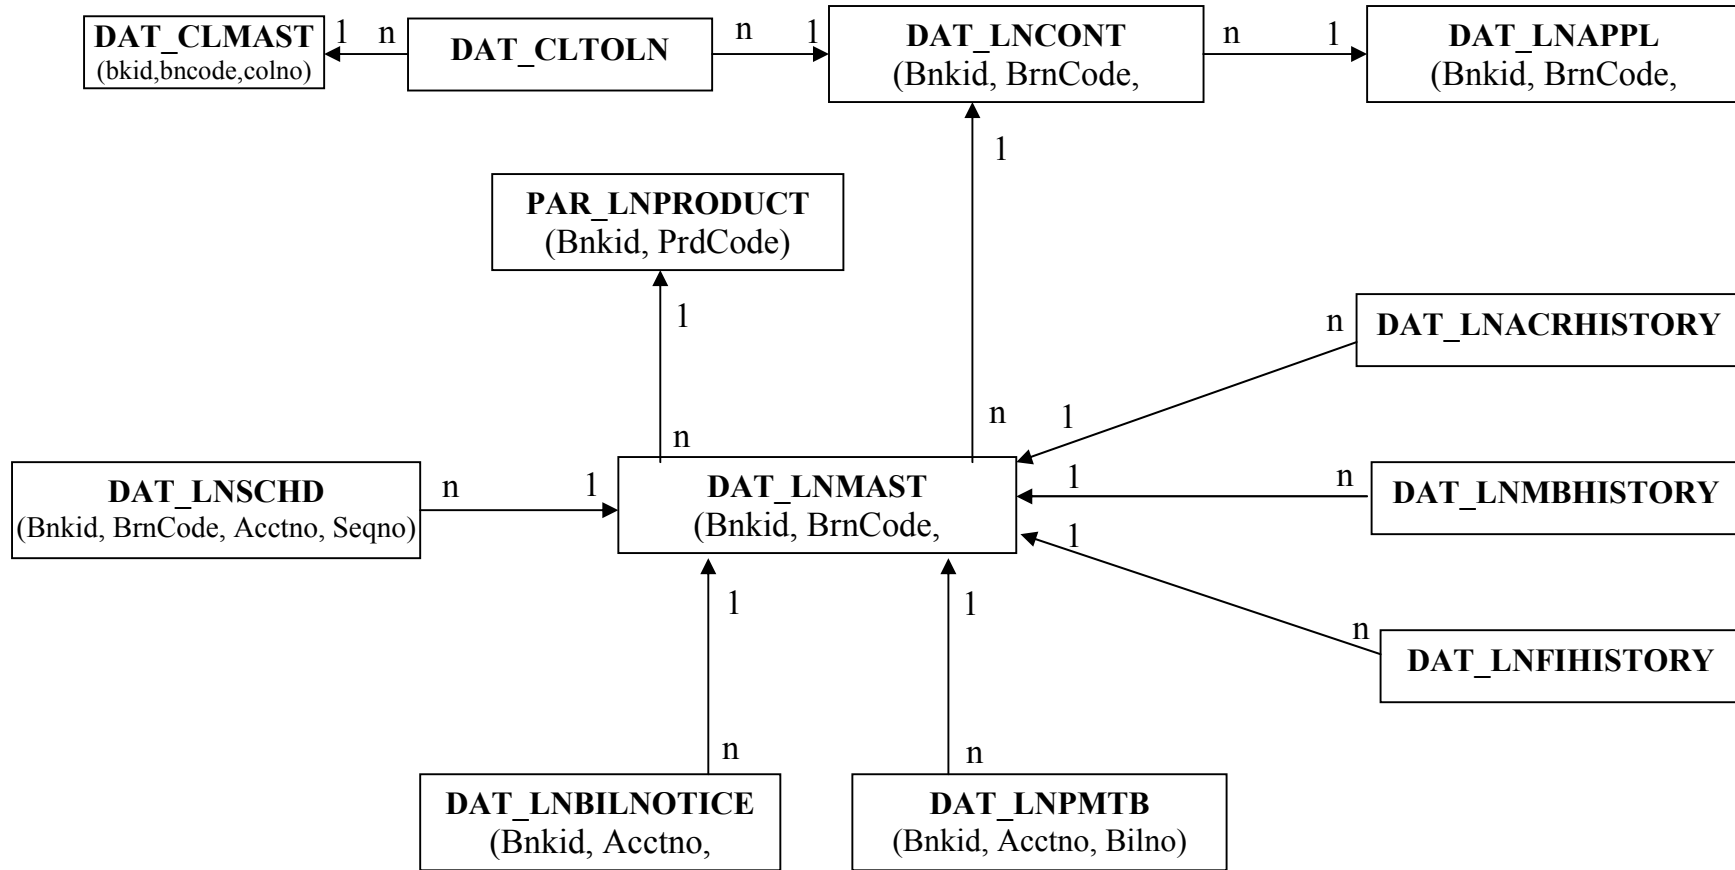 DAT_CLMAST
(bkid,bncode,colno)
1
n
DAT_CLTOLN
n
1
DAT_LNCONT
(Bnkid, BrnCode,
n
1
DAT_LNAPPL
(Bnkid, BrnCode,
1
PAR_LNPRODUCT
(Bnkid, PrdCode)
1
n
n
n
DAT_LNACRHISTORY
1
DAT_LNSCHD
(Bnkid, BrnCode, Acctno, Seqno)
n
1
DAT_LNMAST
(Bnkid, BrnCode,
1
n
DAT_LNMBHISTORY
1
n
DAT_LNFIHISTORY
1
1
n
n
DAT_LNBILNOTICE
(Bnkid, Acctno,
DAT_LNPMTB
(Bnkid, Acctno, Bilno)